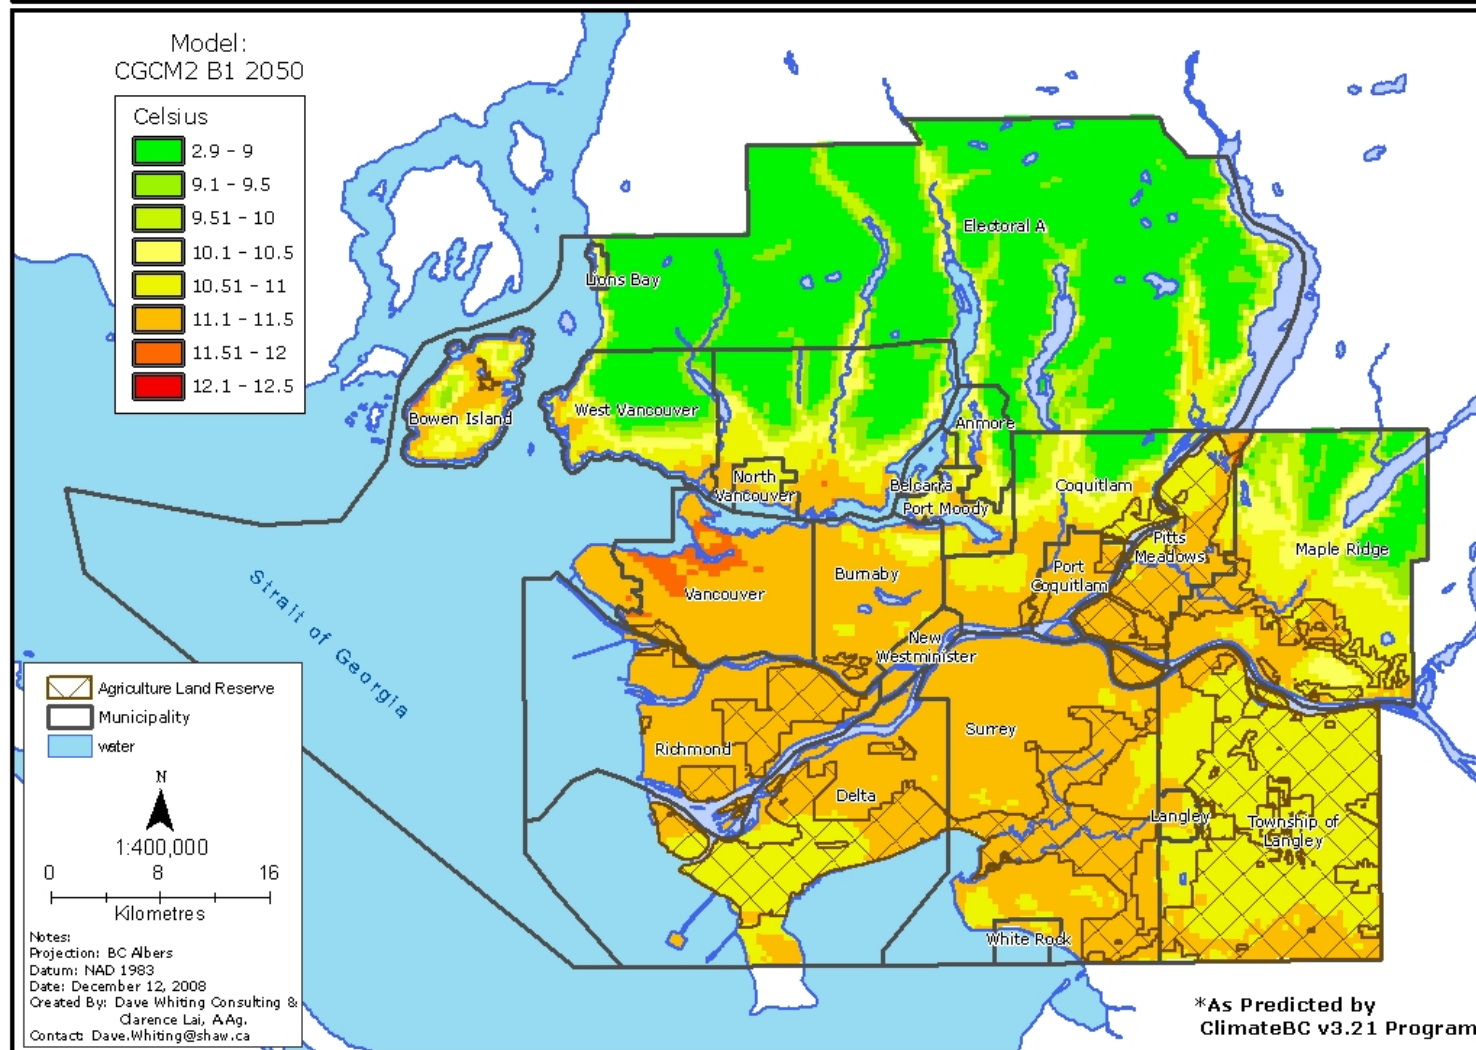 Model:
CGCM2 B1 2050
Celsius
2.9 - 9
9.1 - 9.5
9.51 - 10
10.1 - 10.5
10.51 - 11
11.1 - 11.5
11.51 - 12
12.1 - 12.5
Electoral A
Lions Bay
Bowen Island
West Vancouver
Anmore
North
Vancouver
Belcarra
Port Moody
Coquitlam
Pitts
Meadows
Maple Ridge
Port
Coquitlam
Burnaby
Vancouver
New
Westminister
Strait of Georgia
Richmond
Surrey
Delta
Langley
Township of
Langley
White Rock
Agriculture Land Reserve
Municipality
water
N
1:400,000
0 8 16
Kilometres
Notes:
Projection: BC Albers
Datum: NAD 1983
Date: December 12, 2008
Created By: Dave Whiting Consulting &
Clarence Lai, A.Ag.
Contact: Dave.Whiting@shaw.ca
*As Predicted by
ClimateBC v3.21 Program